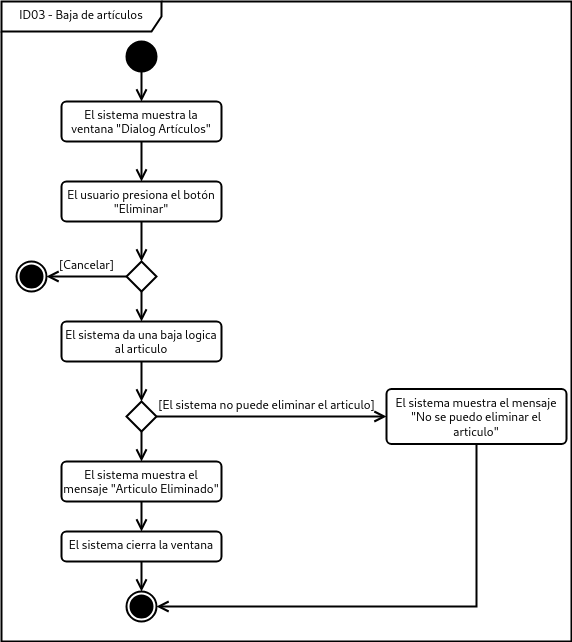 ID03 - Baja de artículos
El sistema muestra la
ventana "Dialog Artículos"
El usuario presiona el botón
"Eliminar"
[Cancelar]
El sistema da una baja logica
al articulo
[El sistema no puede eliminar el articulo]
El sistema muestra el mensaje
"No se puedo eliminar el
articulo"
El sistema muestra el
mensaje "Articulo Eliminado"
El sistema cierra la ventana